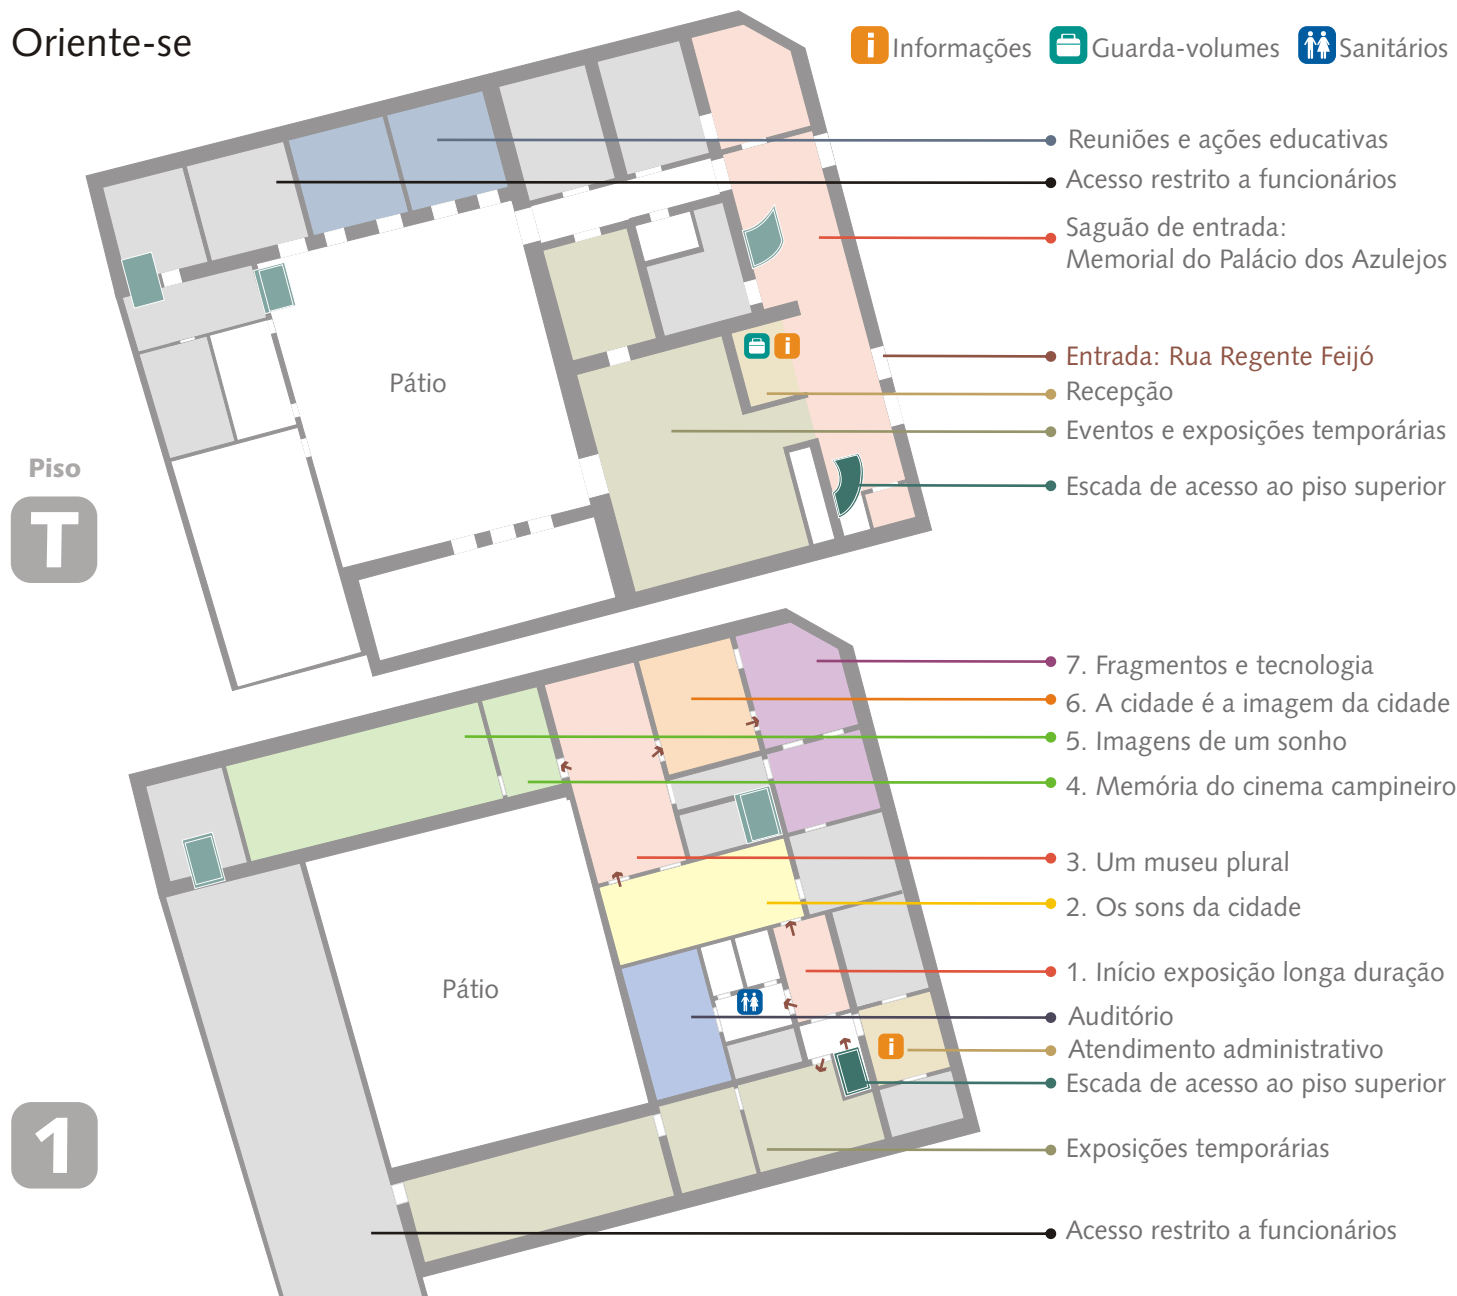 Oriente-se
Informações
Guarda-volumes
Sanitários
Reuniões e ações educativas
Acesso restrito a funcionários
Saguão de entrada:
Memorial do Palácio dos Azulejos
Entrada: Rua Regente Feijó
Recepção
Eventos e exposições temporárias
Escada de acesso ao piso superior
Pátio
Piso
T
7. Fragmentos e tecnologia
6. A cidade é a imagem da cidade
5. Imagens de um sonho
4. Memória do cinema campineiro
3. Um museu plural
2. Os sons da cidade
1. Início exposição longa duração
Auditório
Atendimento administrativo
Escada de acesso ao piso superior
Exposições temporárias
Acesso restrito a funcionários
Pátio
1